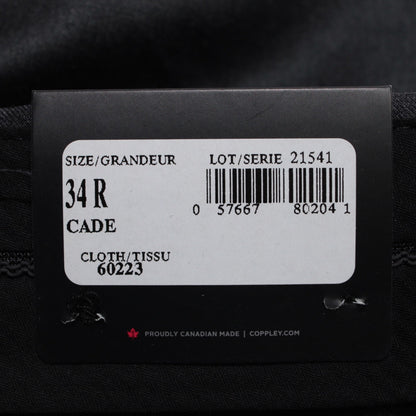 SIZE/GRANDEUR LOT/SERIE 21541
34 R
CADE
0 57667 80204 1
CLOTH/TISSU
60223
PROUDLY CANADIAN MADE | COPPLEY.COM